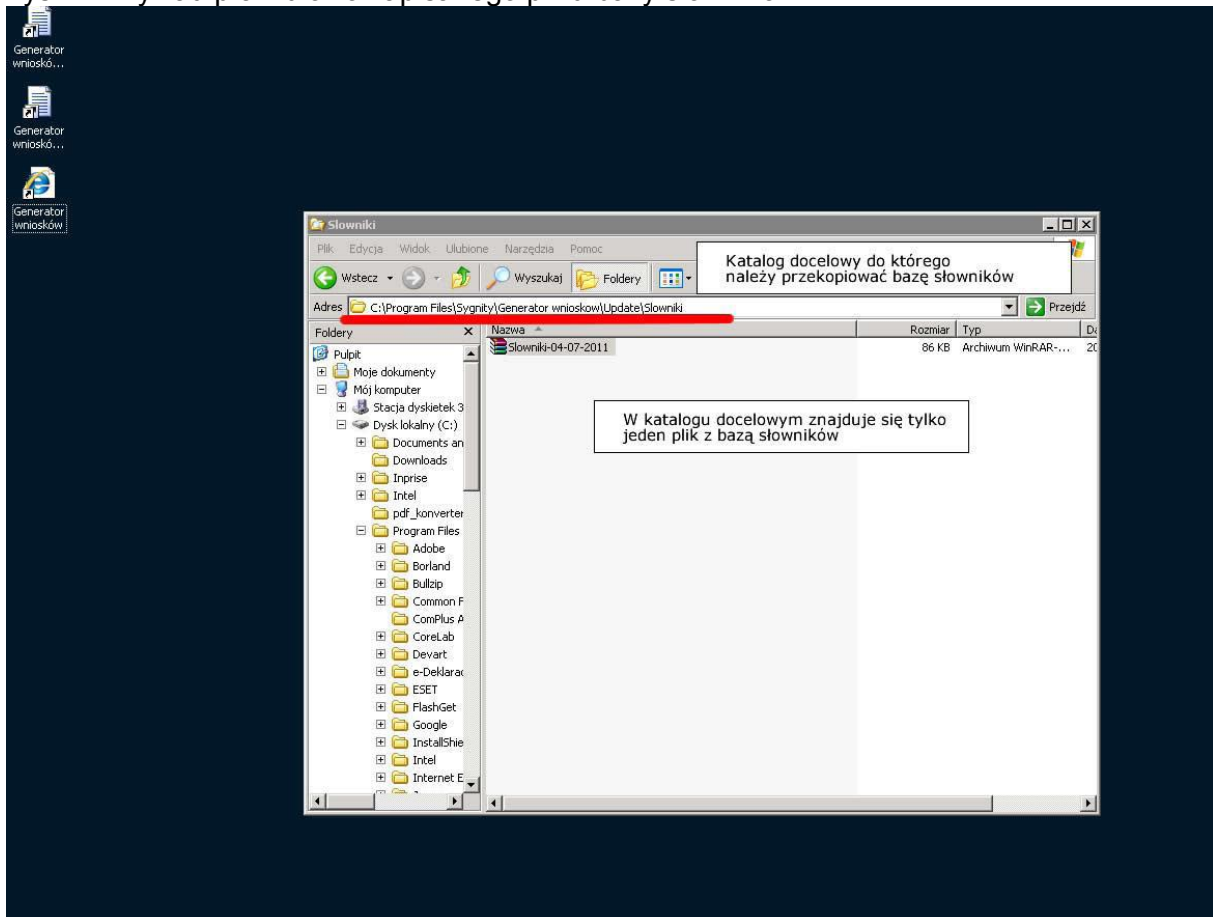 Generator
wnioskó...
Generator
wnioskó...
Generator
wniosków
Slowniki
Plik Edycja Widok Ulubione Narzędzia Pomoc
Katalog docelowy do którego
należy przekopiować bazę słowników
Wstecz Wyszukaj Foldery
Adres C:\Program Files\Sygnity\Generator wnioskow\Update\Slowniki Przejdź
Foldery Nazwa Rozmiar Typ
Slowniki-04-07-2011 86 KB Archiwum WinRAR-... 20
Pulpit
Moje dokumenty
Mój komputer
Stacja dyskietek 3
Dysk lokalny (C:)
Documents an
Downloads
Inprise
Intel
pdf_konverter
Program Files
Adobe
Borland
Bullzip
Common F
ComPlus A
CoreLab
Devart
e-Deklarac
ESET
FlashGet
Google
InstallShie
Intel
Internet E
W katalogu docelowym znajduje się tylko
jeden plik z bazą słowników